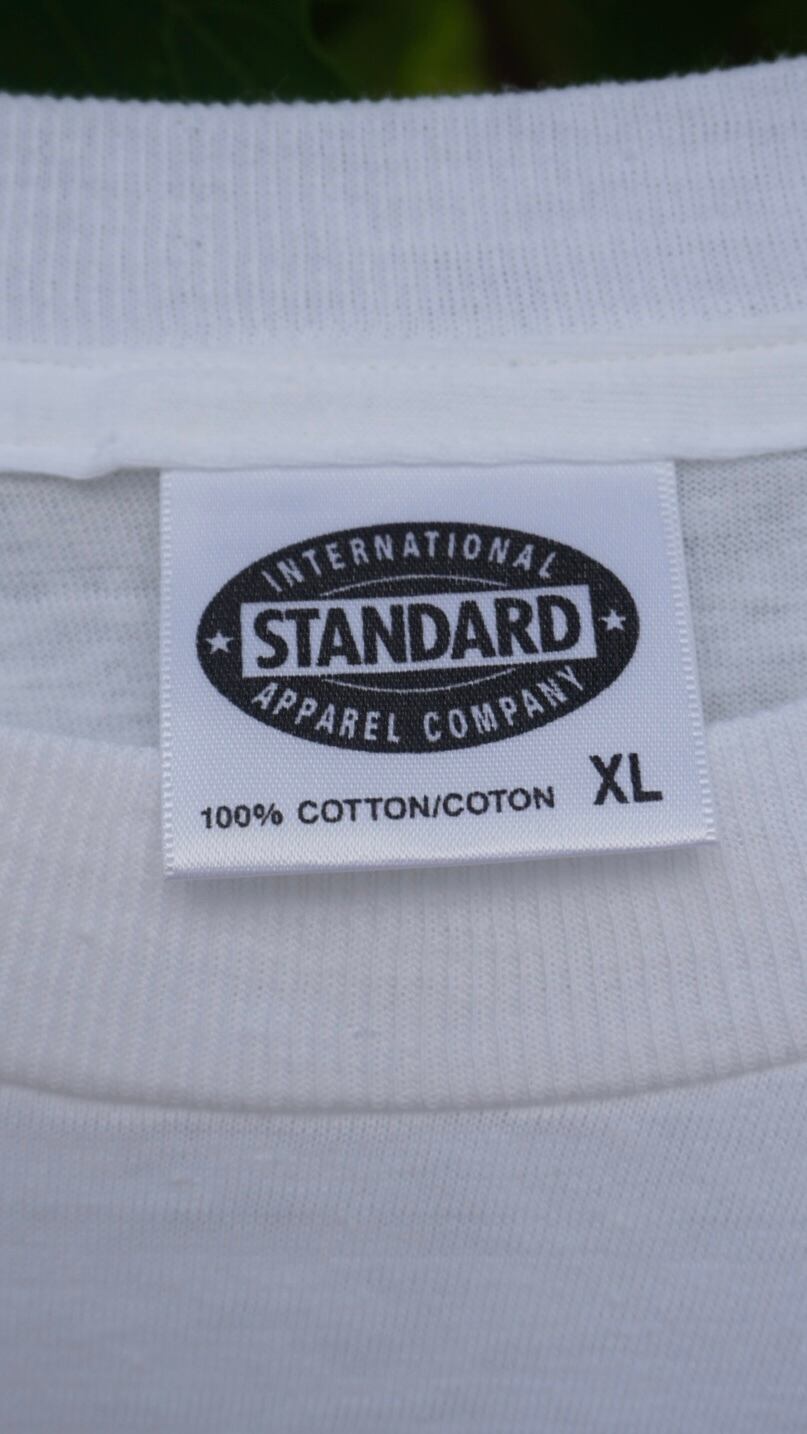 INTERNATIONAL
STANDARD
APPAREL COMPANY
XL
100% COTTON/COTON